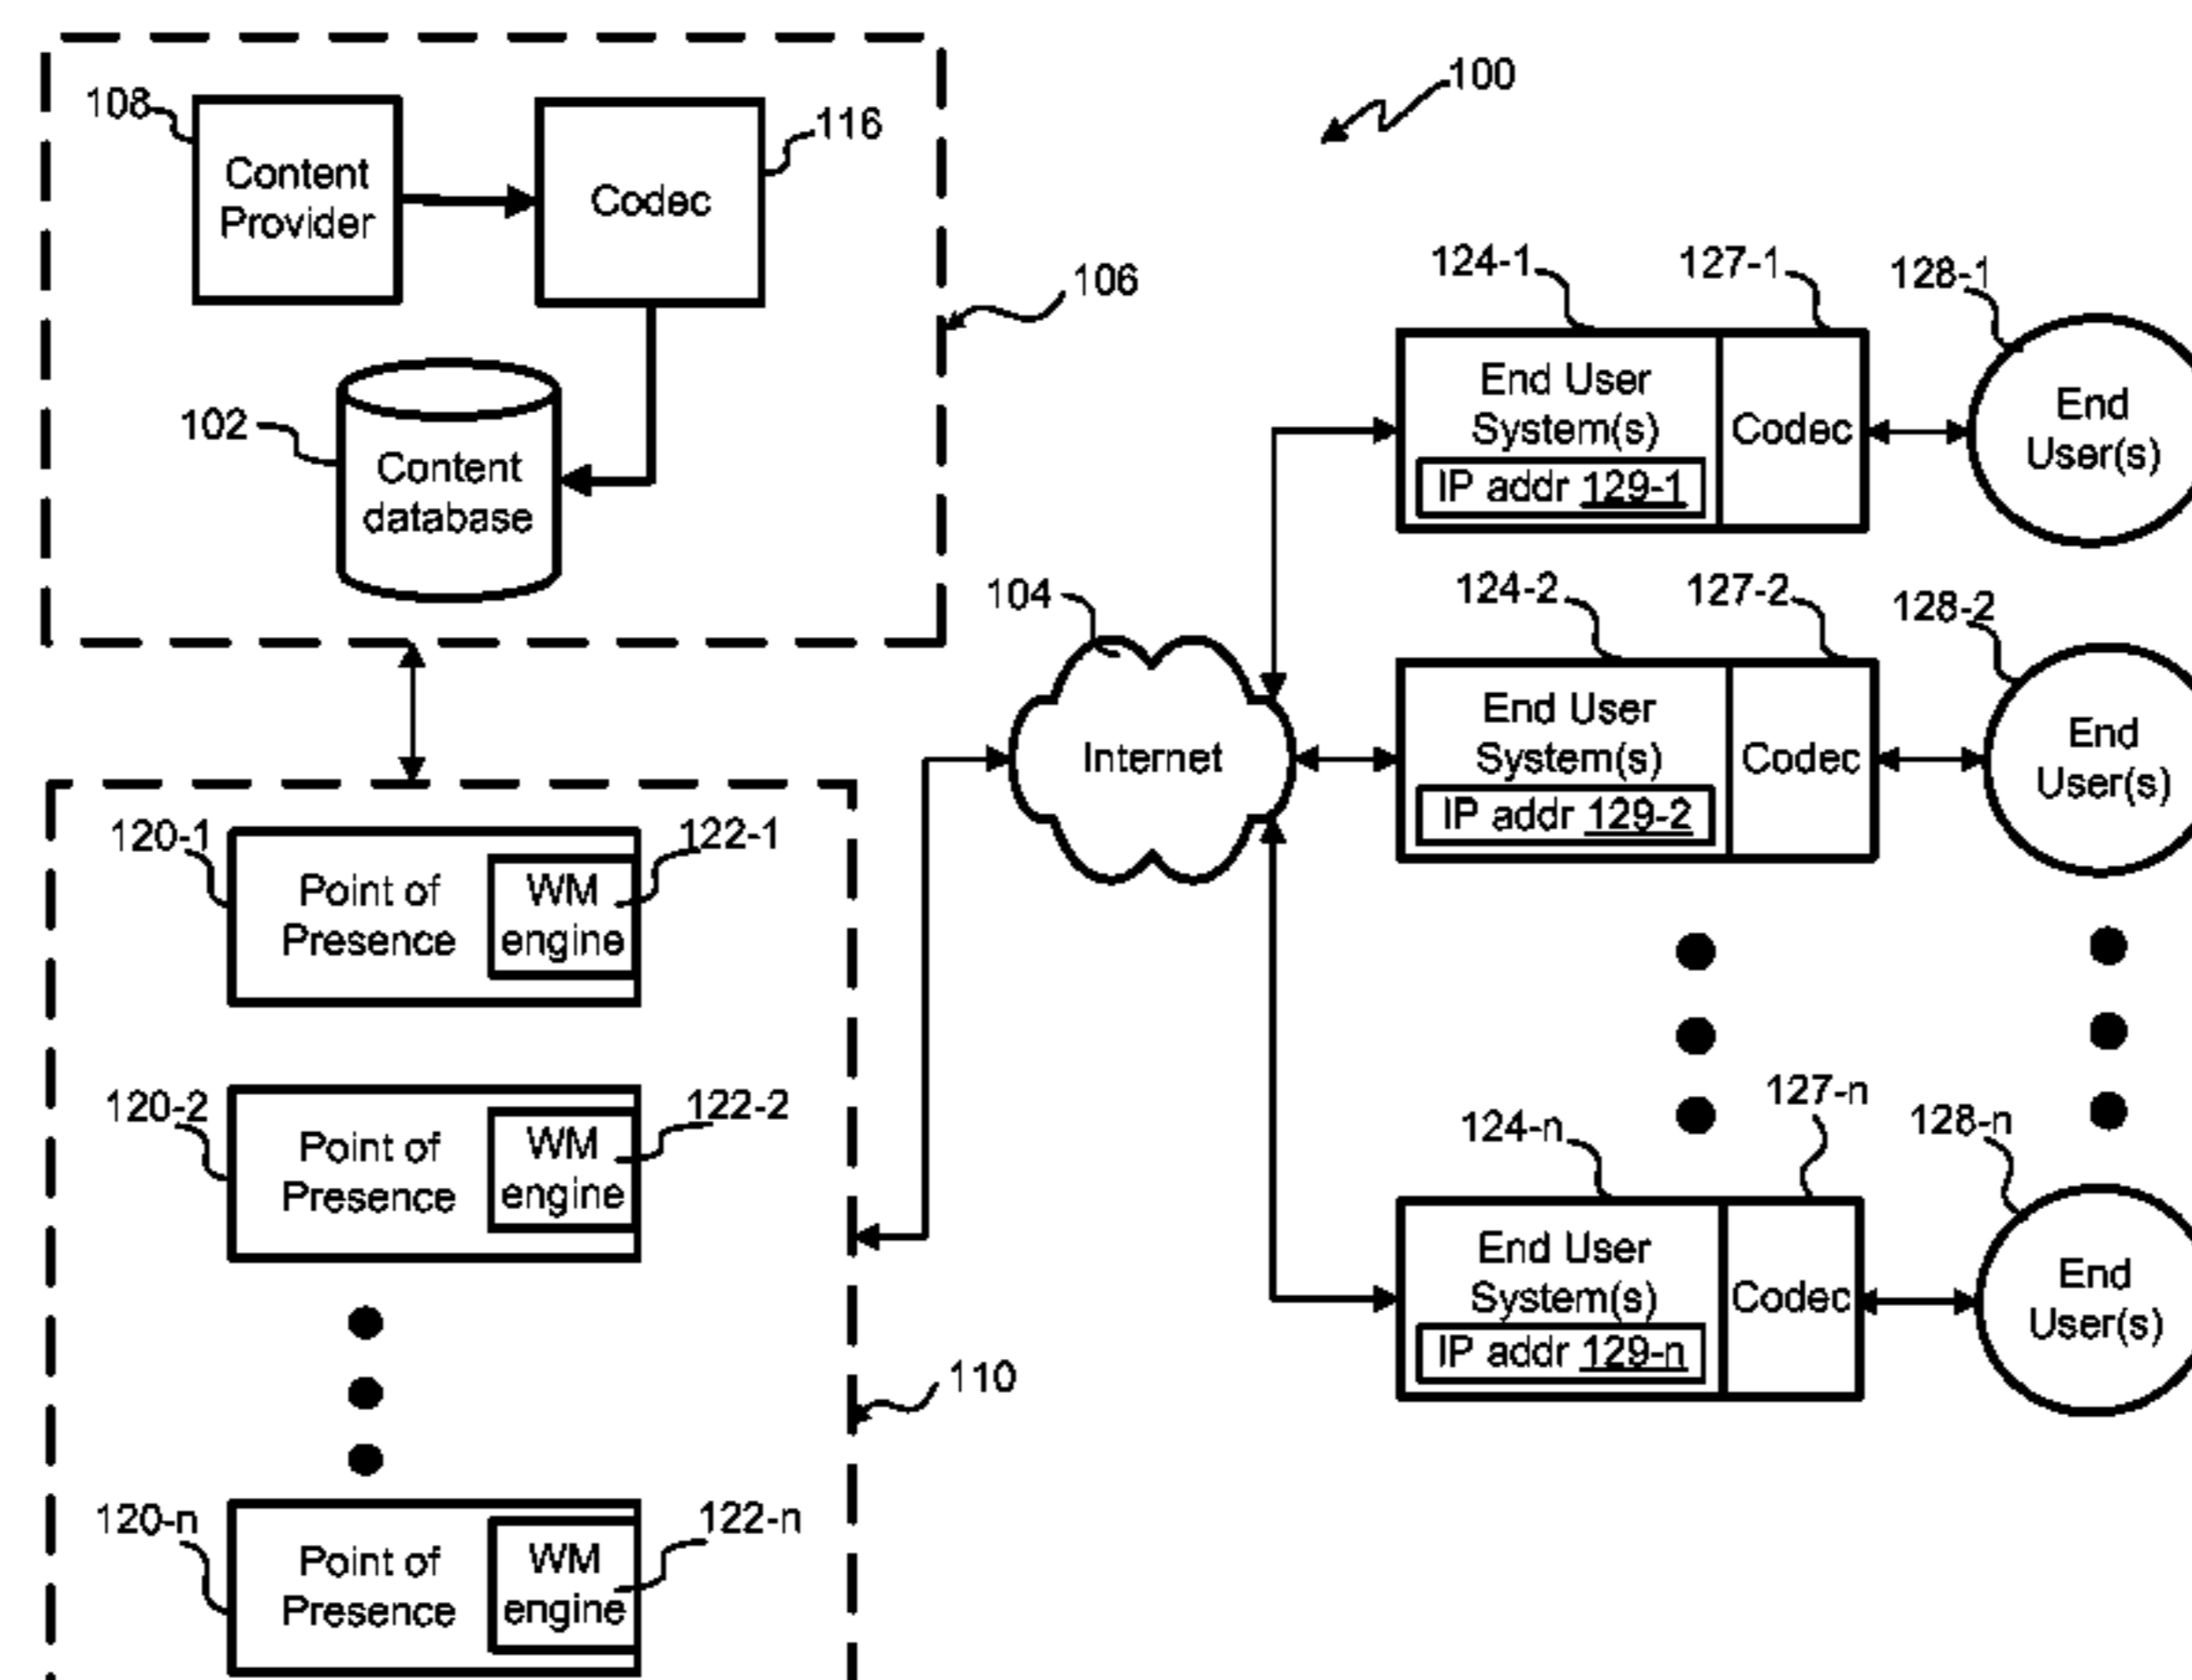 100
108
Content
Provider
116
Codec
106
102
Content
database
124-1
127-1
128-1
End User
System(s)
IP addr 129-1
Codec
End
User(s)
104
Internet
124-2
127-2
128-2
End User
System(s)
IP addr 129-2
Codec
End
User(s)
120-1
Point of
Presence
122-1
WM
engine
120-2
Point of
Presence
122-2
WM
engine
124-n
127-n
128-n
End User
System(s)
IP addr 129-n
Codec
End
User(s)
110
120-n
Point of
Presence
122-n
WM
engine